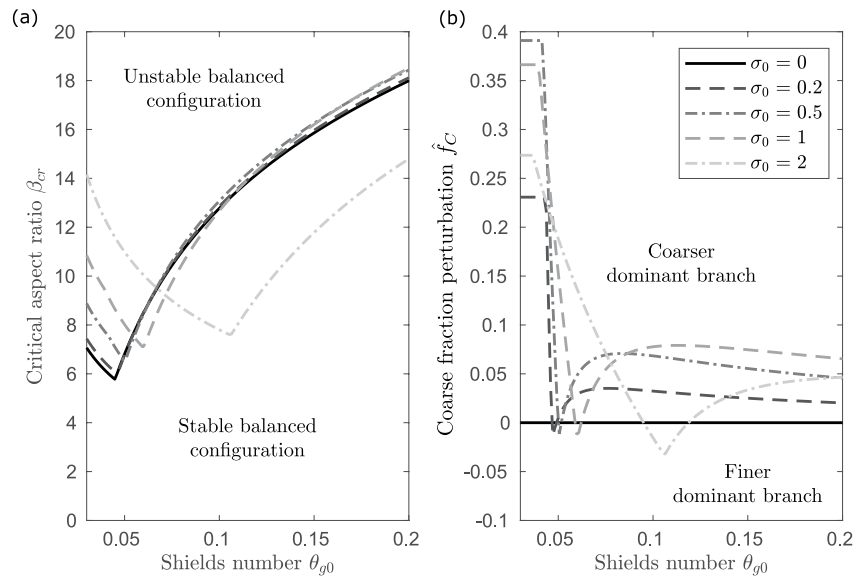 (a)
20
18
16
14
12
10
8
6
4
2
0
Critical aspect ratio β_cr
Unstable balanced
configuration
Stable balanced
configuration
0.05
0.1
0.15
0.2
Shields number θ_g0
(b)
0.4
0.35
0.3
0.25
0.2
0.15
0.1
0.05
0
-0.05
-0.1
Coarse fraction perturbation f̂_C
σ₀ = 0
σ₀ = 0.2
σ₀ = 0.5
σ₀ = 1
σ₀ = 2
Coarser
dominant branch
Finer
dominant branch
0.05
0.1
0.15
0.2
Shields number θ_g0